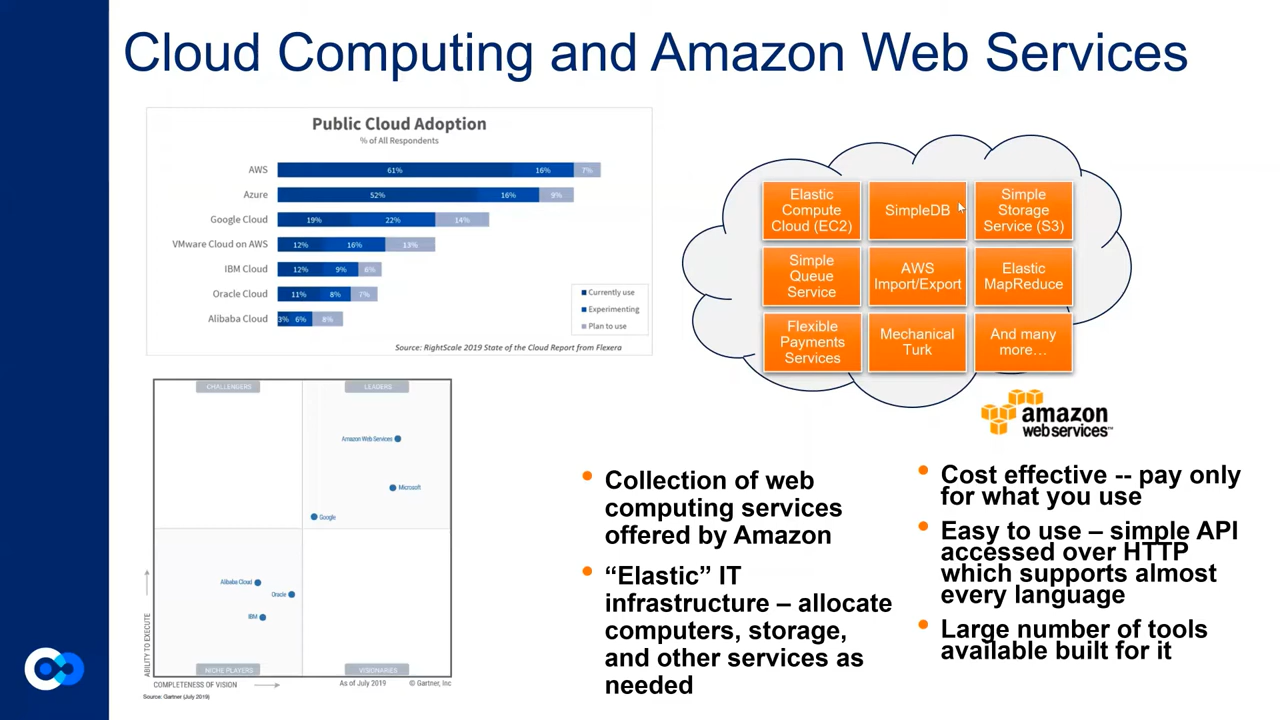 Cloud Computing and Amazon Web Services
Public Cloud Adoption
% of All Respondents
AWS 61% 16% 7%
Azure 52% 16% 9%
Google Cloud 19% 22% 14%
VMware Cloud on AWS 12% 16% 13%
IBM Cloud 12% 9% 6%
Oracle Cloud 11% 8% 7%
Alibaba Cloud 3% 6% 8%
Currently use
Experimenting
Plan to use
Source: RightScale 2019 State of the Cloud Report from Flexera
Elastic
Compute
Cloud (EC2)
SimpleDB
Simple
Storage
Service (S3)
Simple
Queue
Service
AWS
Import/Export
Elastic
MapReduce
Flexible
Payments
Services
Mechanical
Turk
And many
more…
amazon
webservices™
CHALLENGERS
LEADERS
Amazon Web Services
Microsoft
Google
Alibaba Cloud
Oracle
IBM
NICHE PLAYERS
VISIONARIES
ABILITY TO EXECUTE
COMPLETENESS OF VISION
As of July 2019
© Gartner, Inc
Source: Gartner (July 2019)
• Collection of web
computing services
offered by Amazon
• “Elastic” IT
infrastructure – allocate
computers, storage,
and other services as
needed
• Cost effective -- pay only
for what you use
• Easy to use – simple API
accessed over HTTP
which supports almost
every language
• Large number of tools
available built for it